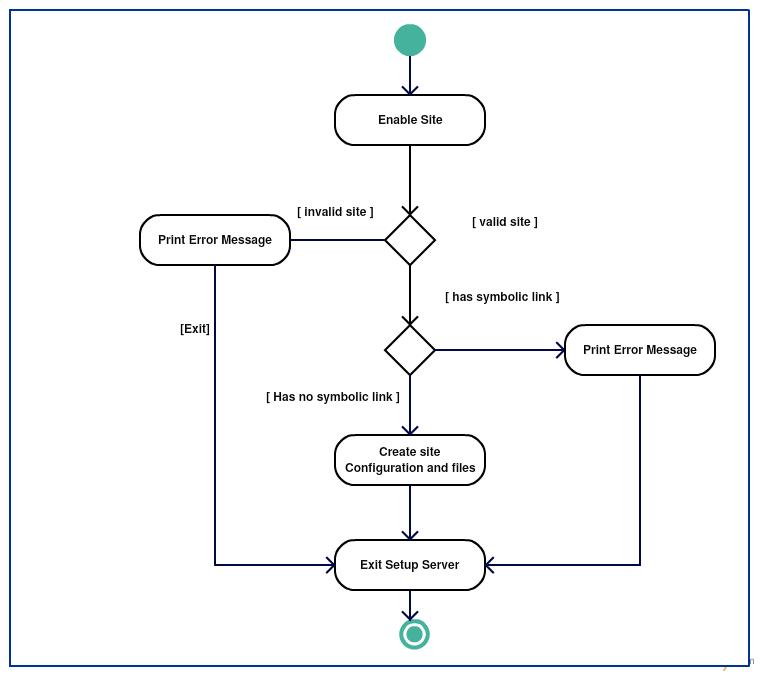 Enable Site
[ invalid site ]
[ valid site ]
Print Error Message
[ has symbolic link ]
[Exit]
Print Error Message
[ Has no symbolic link ]
Create site
Configuration and files
Exit Setup Server